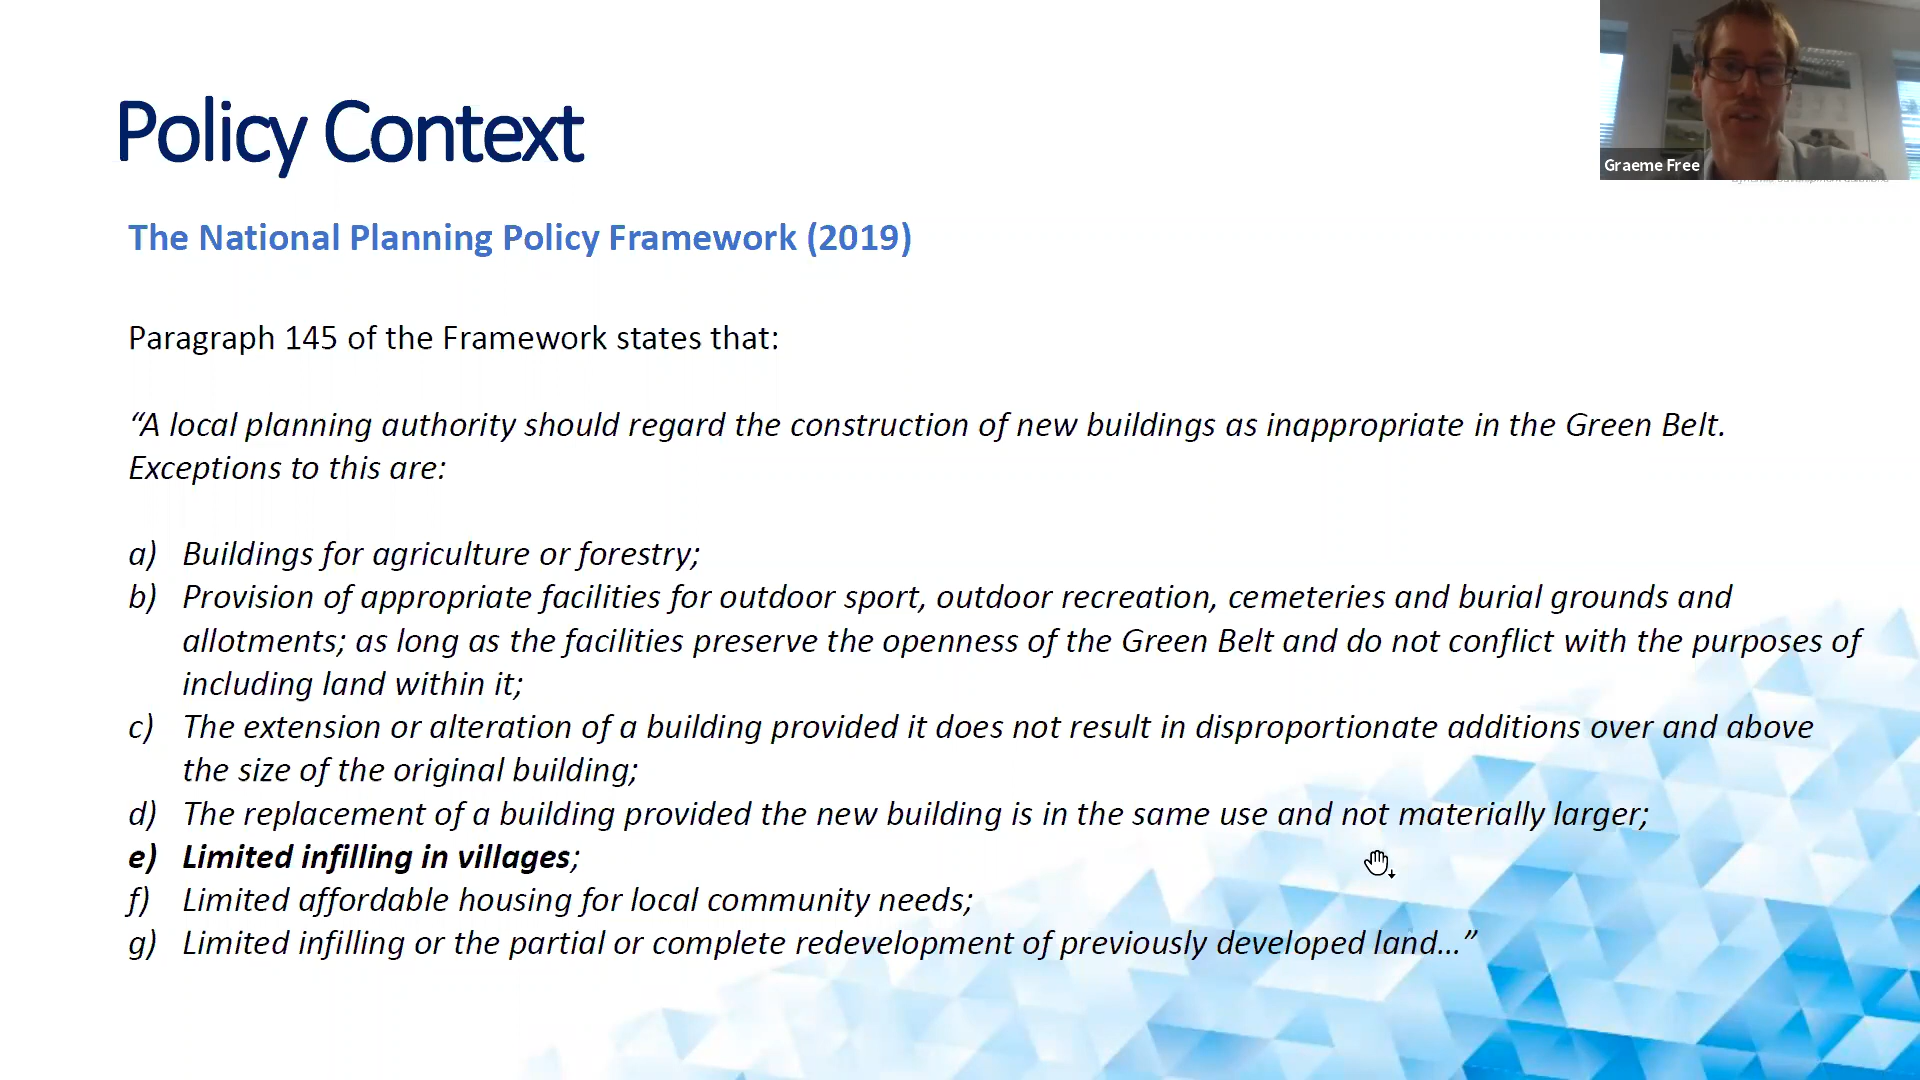 Policy Context
Graeme Free
The National Planning Policy Framework (2019)
Paragraph 145 of the Framework states that:
“A local planning authority should regard the construction of new buildings as inappropriate in the Green Belt.
Exceptions to this are:
a) Buildings for agriculture or forestry;
b) Provision of appropriate facilities for outdoor sport, outdoor recreation, cemeteries and burial grounds and
allotments; as long as the facilities preserve the openness of the Green Belt and do not conflict with the purposes of
including land within it;
c) The extension or alteration of a building provided it does not result in disproportionate additions over and above
the size of the original building;
d) The replacement of a building provided the new building is in the same use and not materially larger;
e) Limited infilling in villages;
f) Limited affordable housing for local community needs;
g) Limited infilling or the partial or complete redevelopment of previously developed land…”